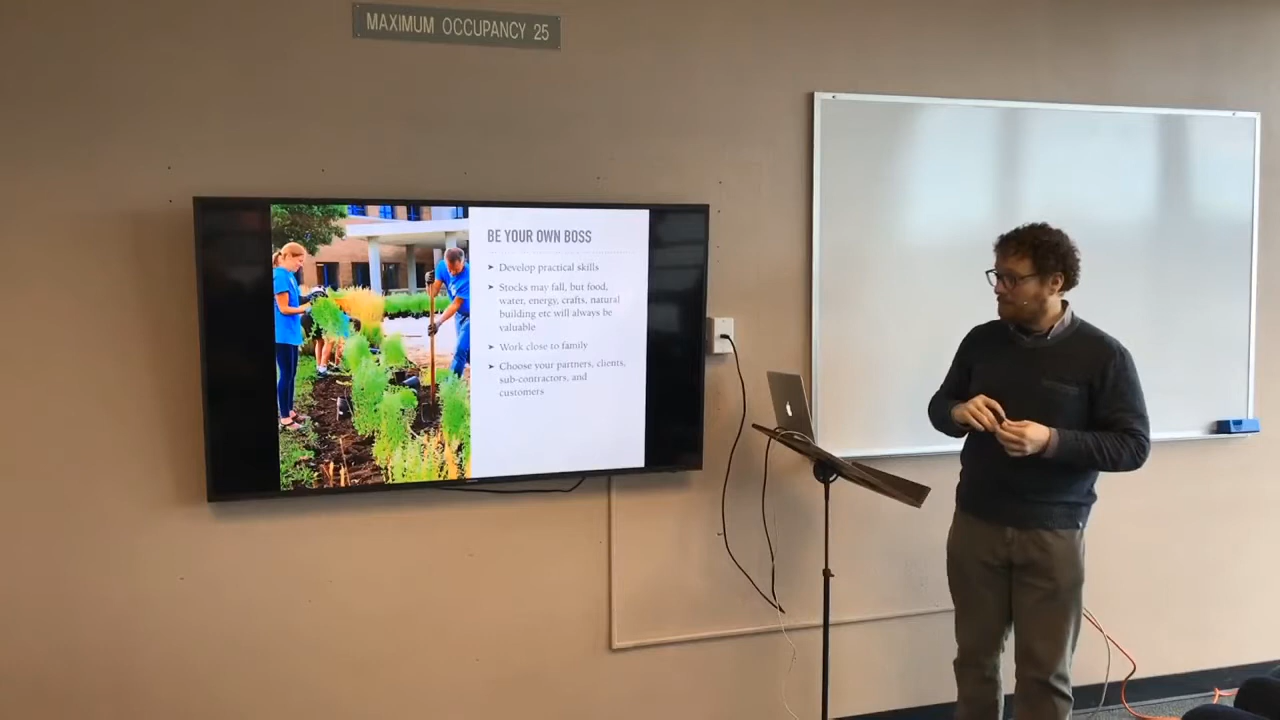 MAXIMUM OCCUPANCY 25
BE YOUR OWN BOSS
➤ Develop practical skills
➤ Stocks may fall, but food,
water, energy, crafts, natural
building etc will always be
valuable
➤ Work close to family
➤ Choose your partners, clients,
sub-contractors, and
customers